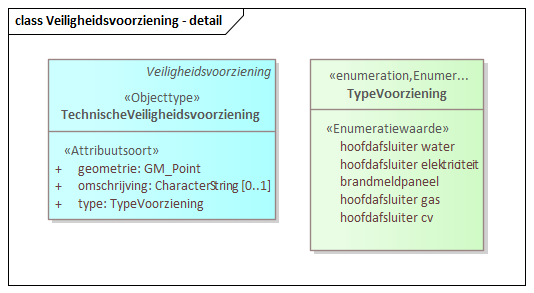 class Veiligheidsvoorziening - detail
Veiligheidsvoorziening
«Objecttype»
TechnischeVeiligheidsvoorziening
«Attribuutsoort»
+ geometrie: GM_Point
+ omschrijving: CharacterString [0..1]
+ type: TypeVoorziening
«enumeration,Enumer...
TypeVoorziening
«Enumeratiewaarde»
hoofdafsluiter water
hoofdafsluiter elektriciteit
brandmeldpaneel
hoofdafsluiter gas
hoofdafsluiter cv